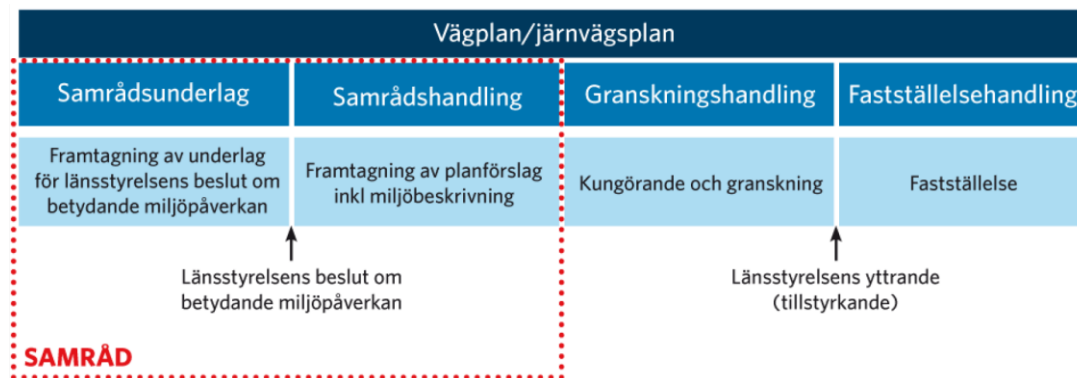 Vägplan/järnvägsplan
Samrådsunderlag
Samrådshandling
Granskningshandling
Fastställelsehandling
Framtagning av underlag
för länsstyrelsens beslut om
betydande miljöpåverkan
Framtagning av planförslag
inkl miljöbeskrivning
Kungörande och granskning
Fastställelse
Länsstyrelsens beslut om
betydande miljöpåverkan
Länsstyrelsens yttrande
(tillstyrkande)
SAMRÅD